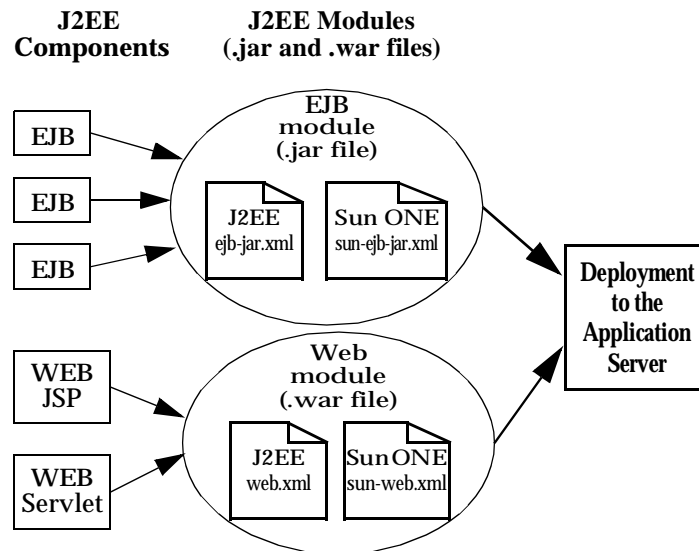 J2EE
Components
J2EE Modules
(.jar and .war files)
EJB
EJB
EJB
EJB
module
(.jar file)
J2EE
ejb-jar.xml
Sun ONE
sun-ejb-jar.xml
WEB
JSP
WEB
Servlet
Web
module
(.war file)
J2EE
web.xml
Sun ONE
sun-web.xml
Deployment
to the
Application
Server